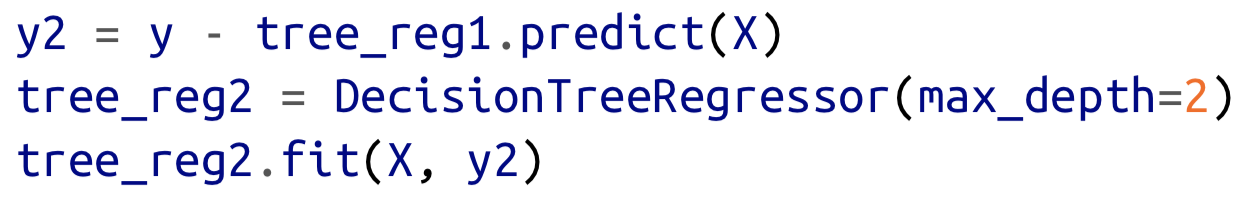 y2 = y - tree_reg1.predict(X)
tree_reg2 = DecisionTreeRegressor(max_depth=2)
tree_reg2.fit(X, y2)